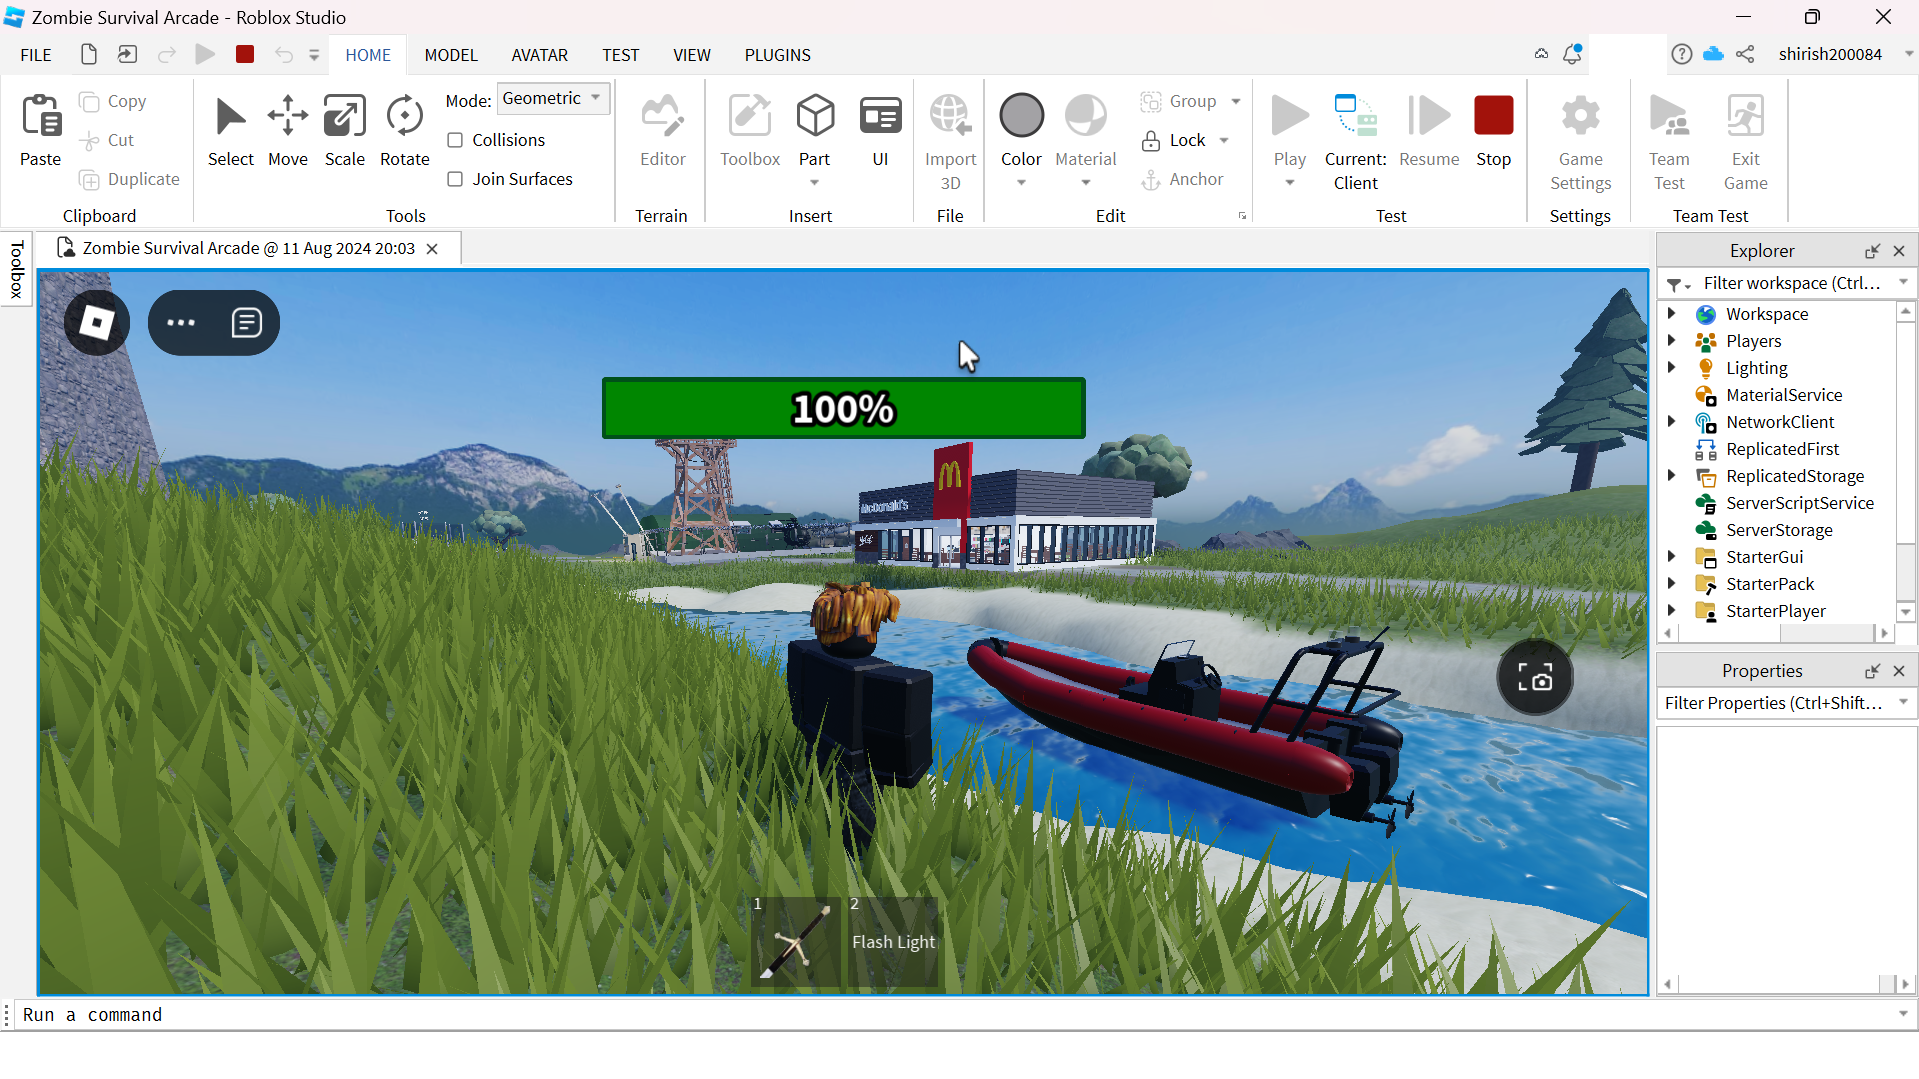 Zombie Survival Arcade - Roblox Studio
FILE HOME MODEL AVATAR TEST VIEW PLUGINS shirish200084
Paste
Copy
Cut
Duplicate
Clipboard
Select Move Scale Rotate
Mode: Geometric
Collisions
Join Surfaces
Tools
Editor
Terrain
Toolbox Part UI
Insert
Import
3D
File
Color Material
Group
Lock
Anchor
Edit
Play Current:
Client Resume Stop
Test
Game
Settings
Settings
Team
Test
Exit
Game
Team Test
Toolbox
Zombie Survival Arcade @ 11 Aug 2024 20:03
100%
McDonald's
1
2
Flash Light
Explorer
Filter workspace (Ctrl...
Workspace
Players
Lighting
MaterialService
NetworkClient
ReplicatedFirst
ReplicatedStorage
ServerScriptService
ServerStorage
StarterGui
StarterPack
StarterPlayer
Properties
Filter Properties (Ctrl+Shift...
Run a command